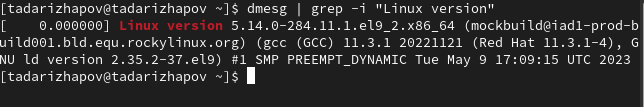 [tadarizhapov@tadarizhapov ~]$ dmesg | grep -i "Linux version"
[    0.000000] Linux version 5.14.0-284.11.1.el9_2.x86_64 (mockbuild@iad1-prod-b
uild001.bld.equ.rockylinux.org) (gcc (GCC) 11.3.1 20221121 (Red Hat 11.3.1-4), G
NU ld version 2.35.2-37.el9) #1 SMP PREEMPT_DYNAMIC Tue May 9 17:09:15 UTC 2023
[tadarizhapov@tadarizhapov ~]$